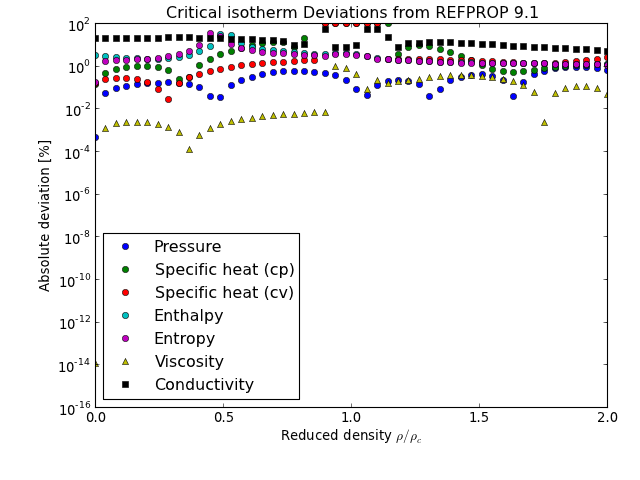 Critical isotherm Deviations from REFPROP 9.1
Absolute deviation [%]
10^2
10^0
10^-2
10^-4
10^-6
10^-8
10^-10
10^-12
10^-14
10^-16
Pressure
Specific heat (cp)
Specific heat (cv)
Enthalpy
Entropy
Viscosity
Conductivity
0.0 0.5 1.0 1.5 2.0
Reduced density ρ/ρ_c